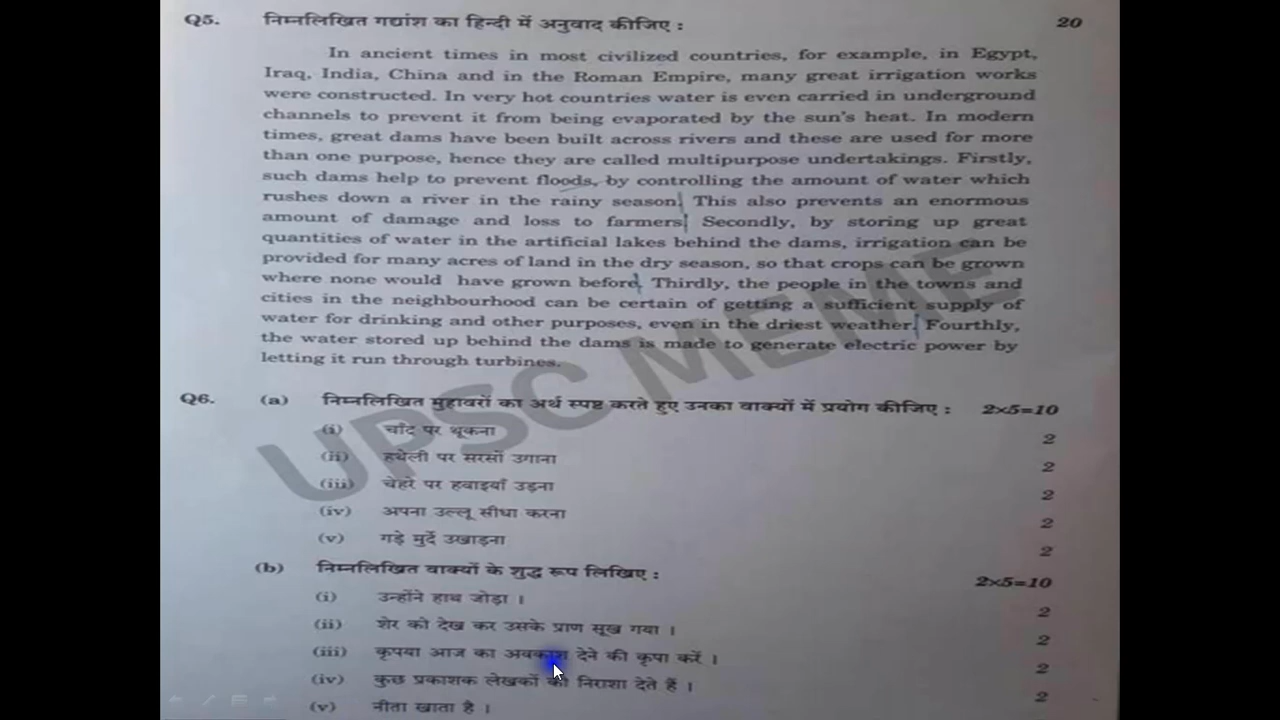 Q5. निम्नलिखित गद्यांश का हिन्दी में अनुवाद कीजिए : 20
In ancient times in most civilized countries, for example, in Egypt,
Iraq, India, China and in the Roman Empire, many great irrigation works
were constructed. In very hot countries water is even carried in underground
channels to prevent it from being evaporated by the sun's heat. In modern
times, great dams have been built across rivers and these are used for more
than one purpose, hence they are called multipurpose undertakings. Firstly,
such dams help to prevent floods, by controlling the amount of water which
rushes down a river in the rainy season. This also prevents an enormous
amount of damage and loss to farmers. Secondly, by storing up great
quantities of water in the artificial lakes behind the dams, irrigation can be
provided for many acres of land in the dry season, so that crops can be grown
where none would have grown before. Thirdly, the people in the towns and
cities in the neighbourhood can be certain of getting a sufficient supply of
water for drinking and other purposes, even in the driest weather. Fourthly,
the water stored up behind the dams is made to generate electric power by
letting it run through turbines.
UPSC MEME
Q6. (a) निम्नलिखित मुहावरों का अर्थ स्पष्ट करते हुए उनका वाक्यों में प्रयोग कीजिए : 2×5=10
(i) चाँद पर थूकना 2
(ii) हथेली पर सरसों उगाना 2
(iii) चेहरे पर हवाइयाँ उड़ना 2
(iv) अपना उल्लू सीधा करना 2
(v) गड़े मुर्दे उखाड़ना 2
(b) निम्नलिखित वाक्यों के शुद्ध रूप लिखिए : 2×5=10
(i) उन्होंने हाथ जोड़ा । 2
(ii) शेर को देख कर उसके प्राण सूख गया । 2
(iii) कृपया आज का अवकाश देने की कृपा करें । 2
(iv) कुछ प्रकाशक लेखकों को निराशा देते हैं । 2
(v) नीता खाता है ।